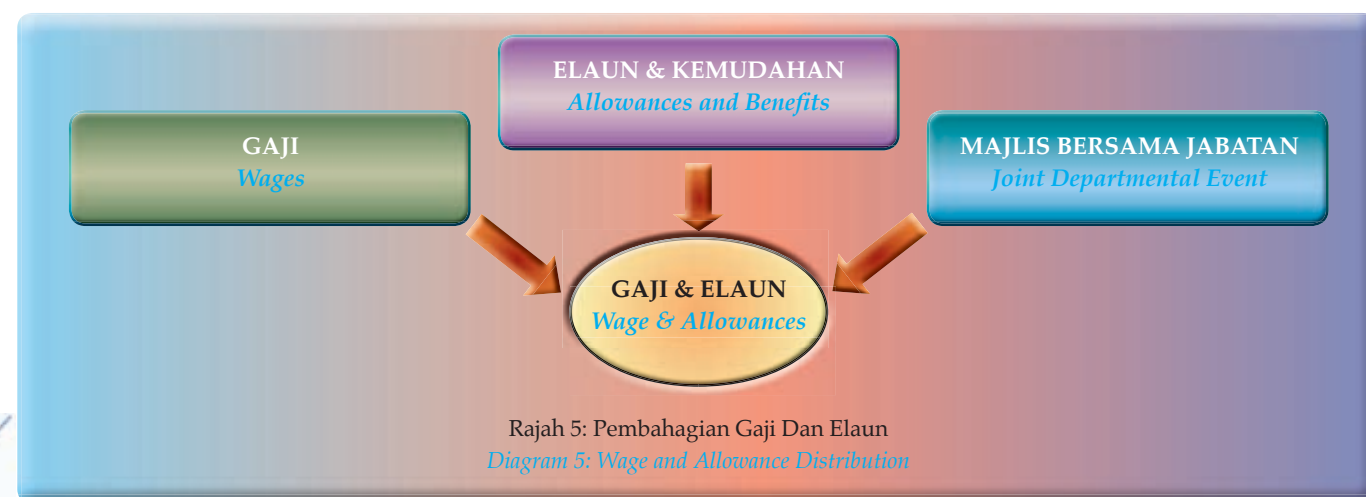 ELAUN & KEMUDAHAN
Allowances and Benefits
GAJI
Wages
MAJLIS BERSAMA JABATAN
Joint Departmental Event
GAJI & ELAUN
Wage & Allowances
Rajah 5: Pembahagian Gaji Dan Elaun
Diagram 5: Wage and Allowance Distribution